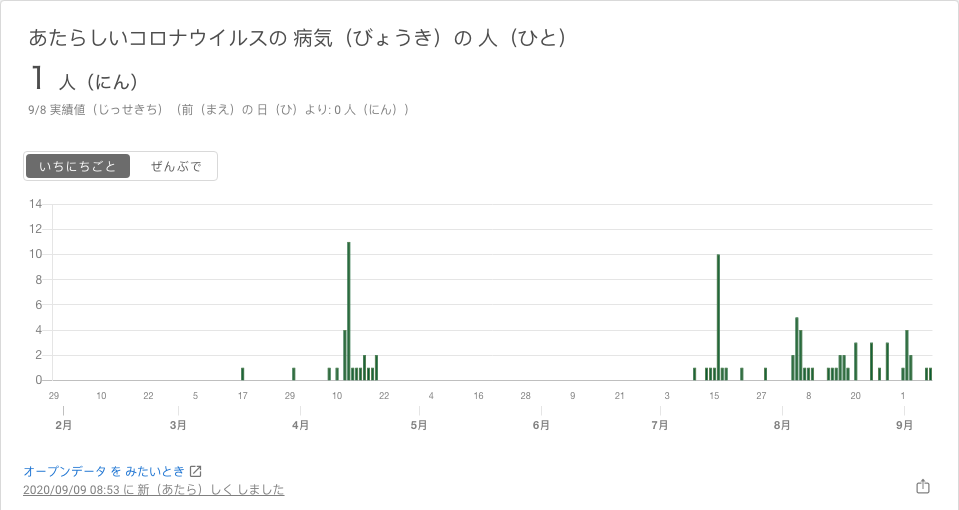 あたらしいコロナウイルスの 病気（びょうき）の 人（ひと）
1 人（にん）
9/8 実績値（じっせきち）（前（まえ）の 日（ひ）より: 0 人（にん））
いちにちごと ぜんぶで
14
12
10
8
6
4
2
0
29 10 22 5 17 29 10 22 4 16 28 9 21 3 15 27 8 20 1
2月 3月 4月 5月 6月 7月 8月 9月
オープンデータ を みたいとき
2020/09/09 08:53 に 新（あたら）しく しました